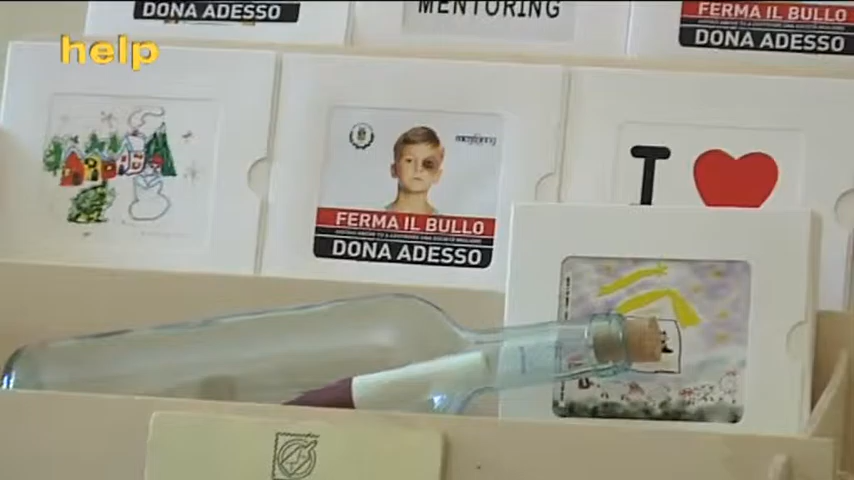 DONA ADESSO
MENTORING
FERMA IL BULLO
DONA ADESSO
help
mentoring
FERMA IL BULLO
DONA ADESSO
I